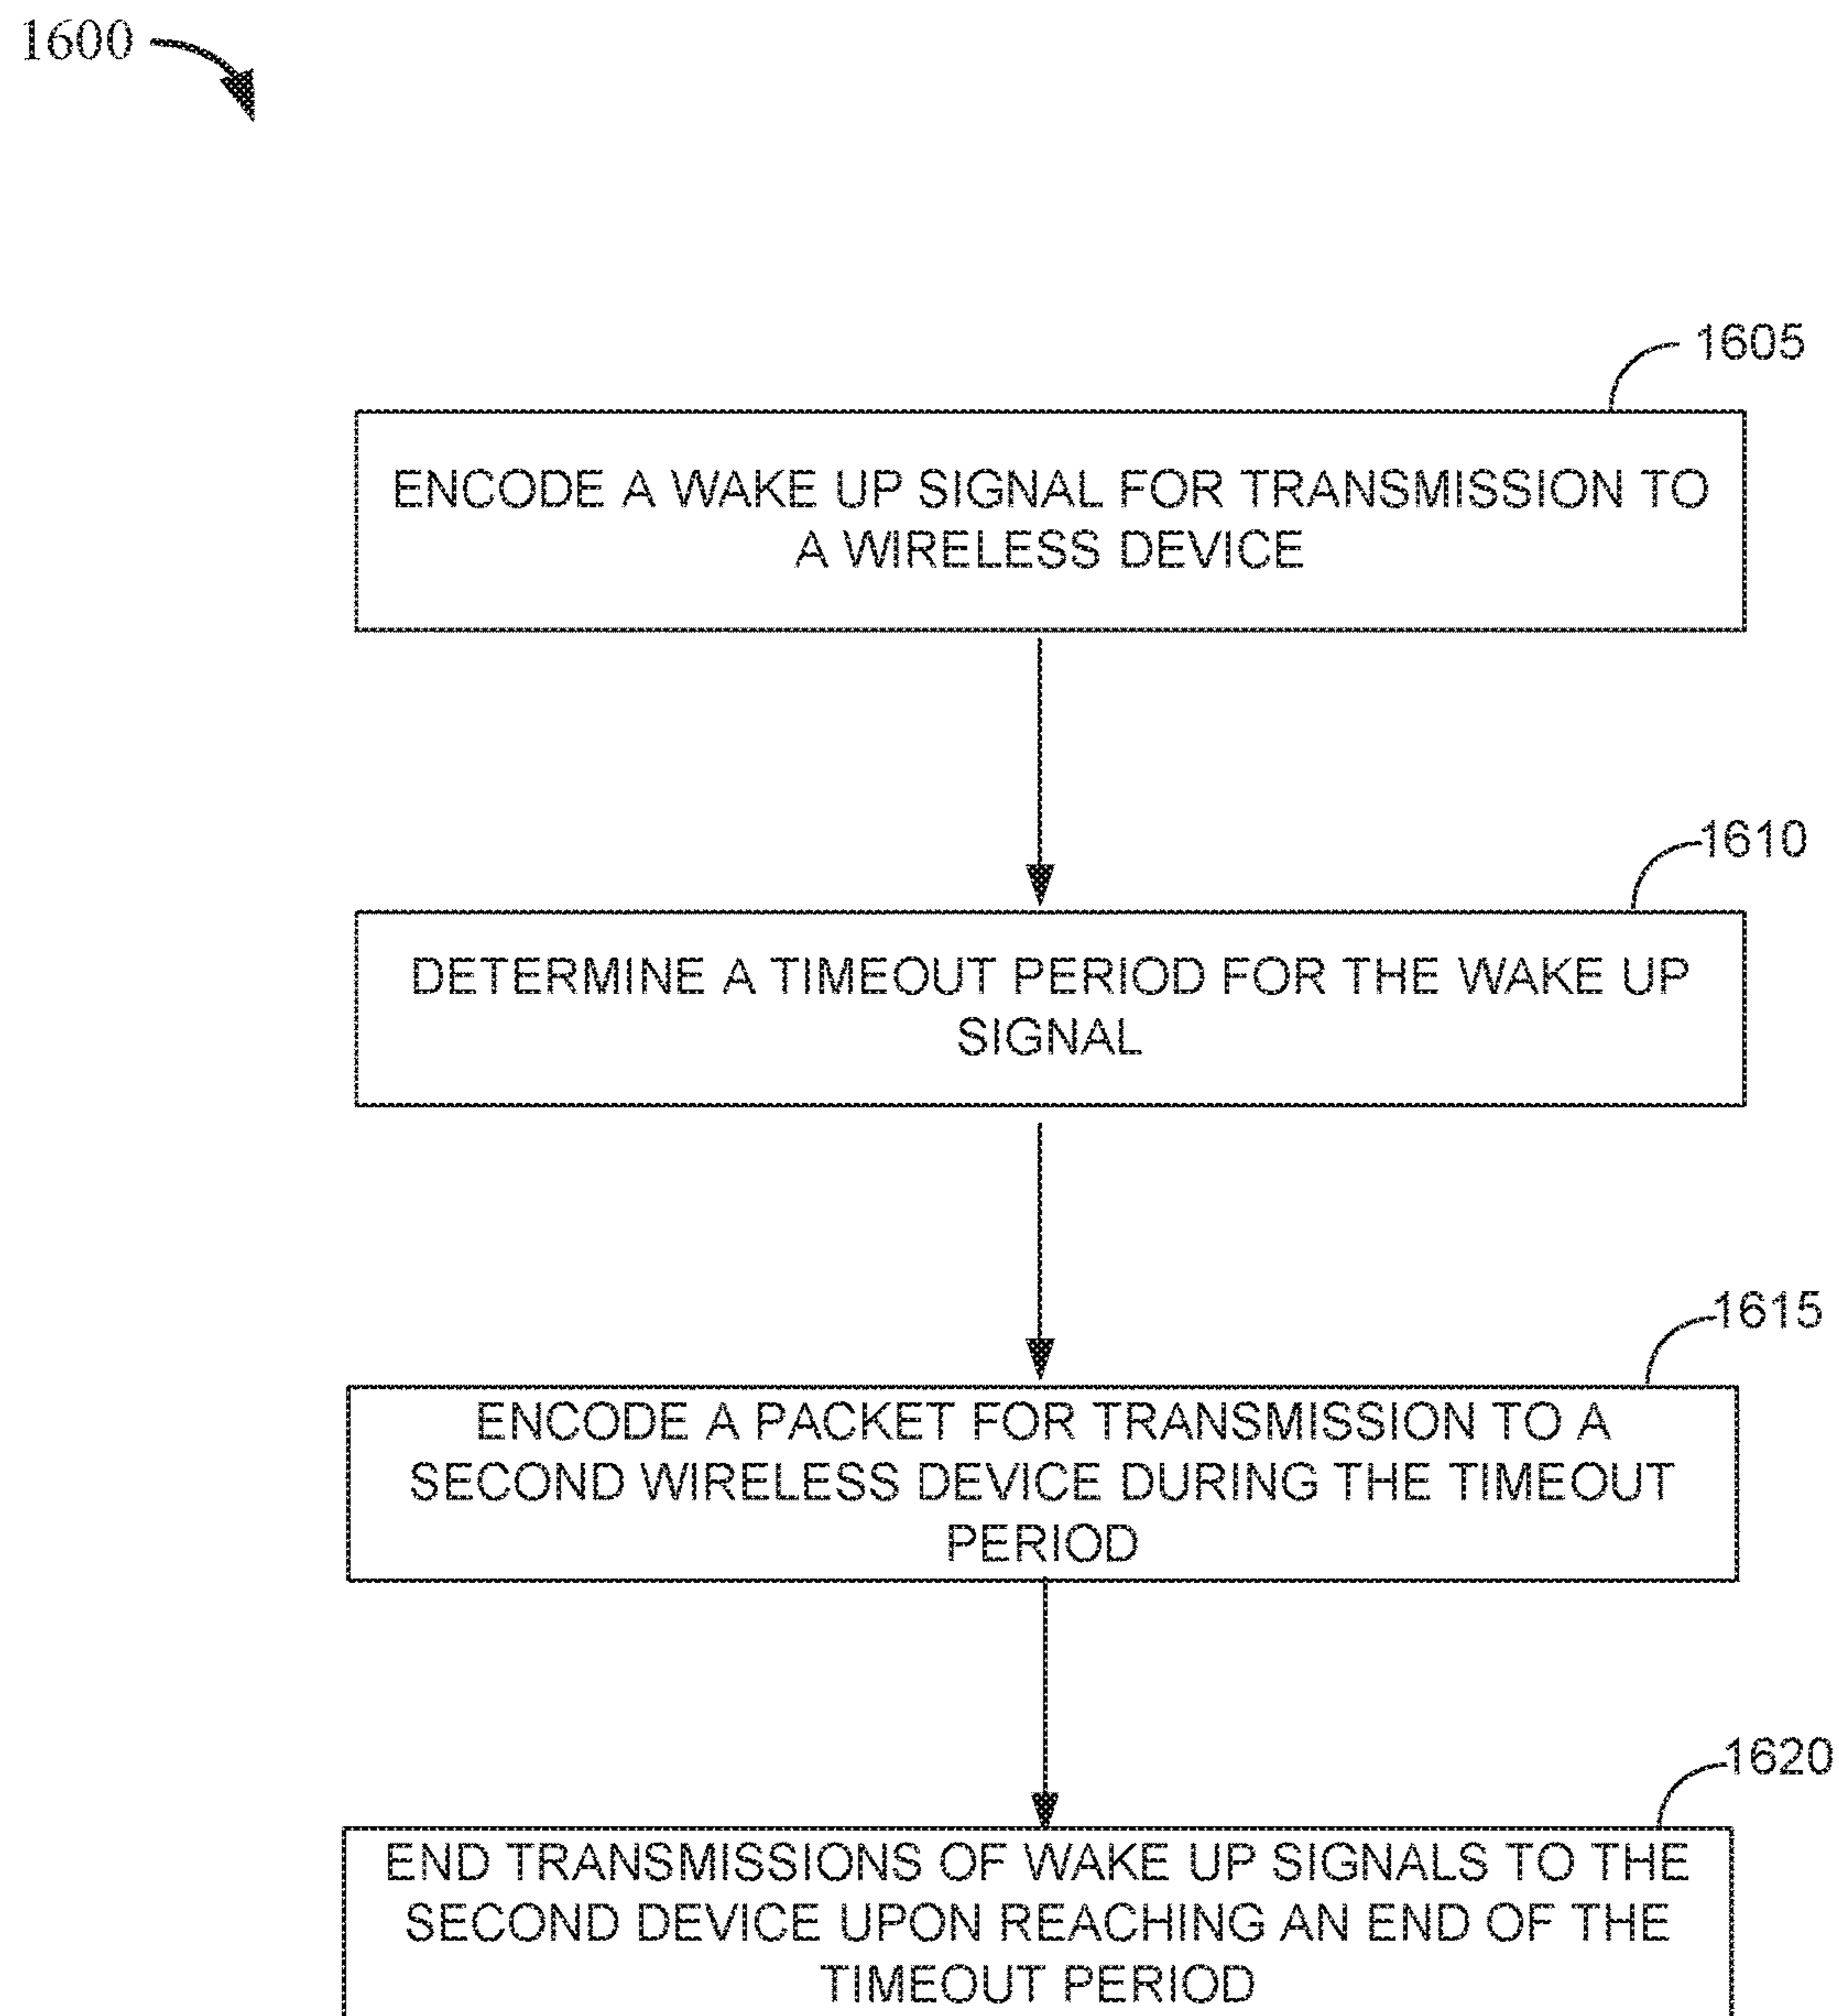 1600
1605
ENCODE A WAKE UP SIGNAL FOR TRANSMISSION TO
A WIRELESS DEVICE
1610
DETERMINE A TIMEOUT PERIOD FOR THE WAKE UP
SIGNAL
1615
ENCODE A PACKET FOR TRANSMISSION TO A
SECOND WIRELESS DEVICE DURING THE TIMEOUT
PERIOD
1620
END TRANSMISSIONS OF WAKE UP SIGNALS TO THE
SECOND DEVICE UPON REACHING AN END OF THE
TIMEOUT PERIOD